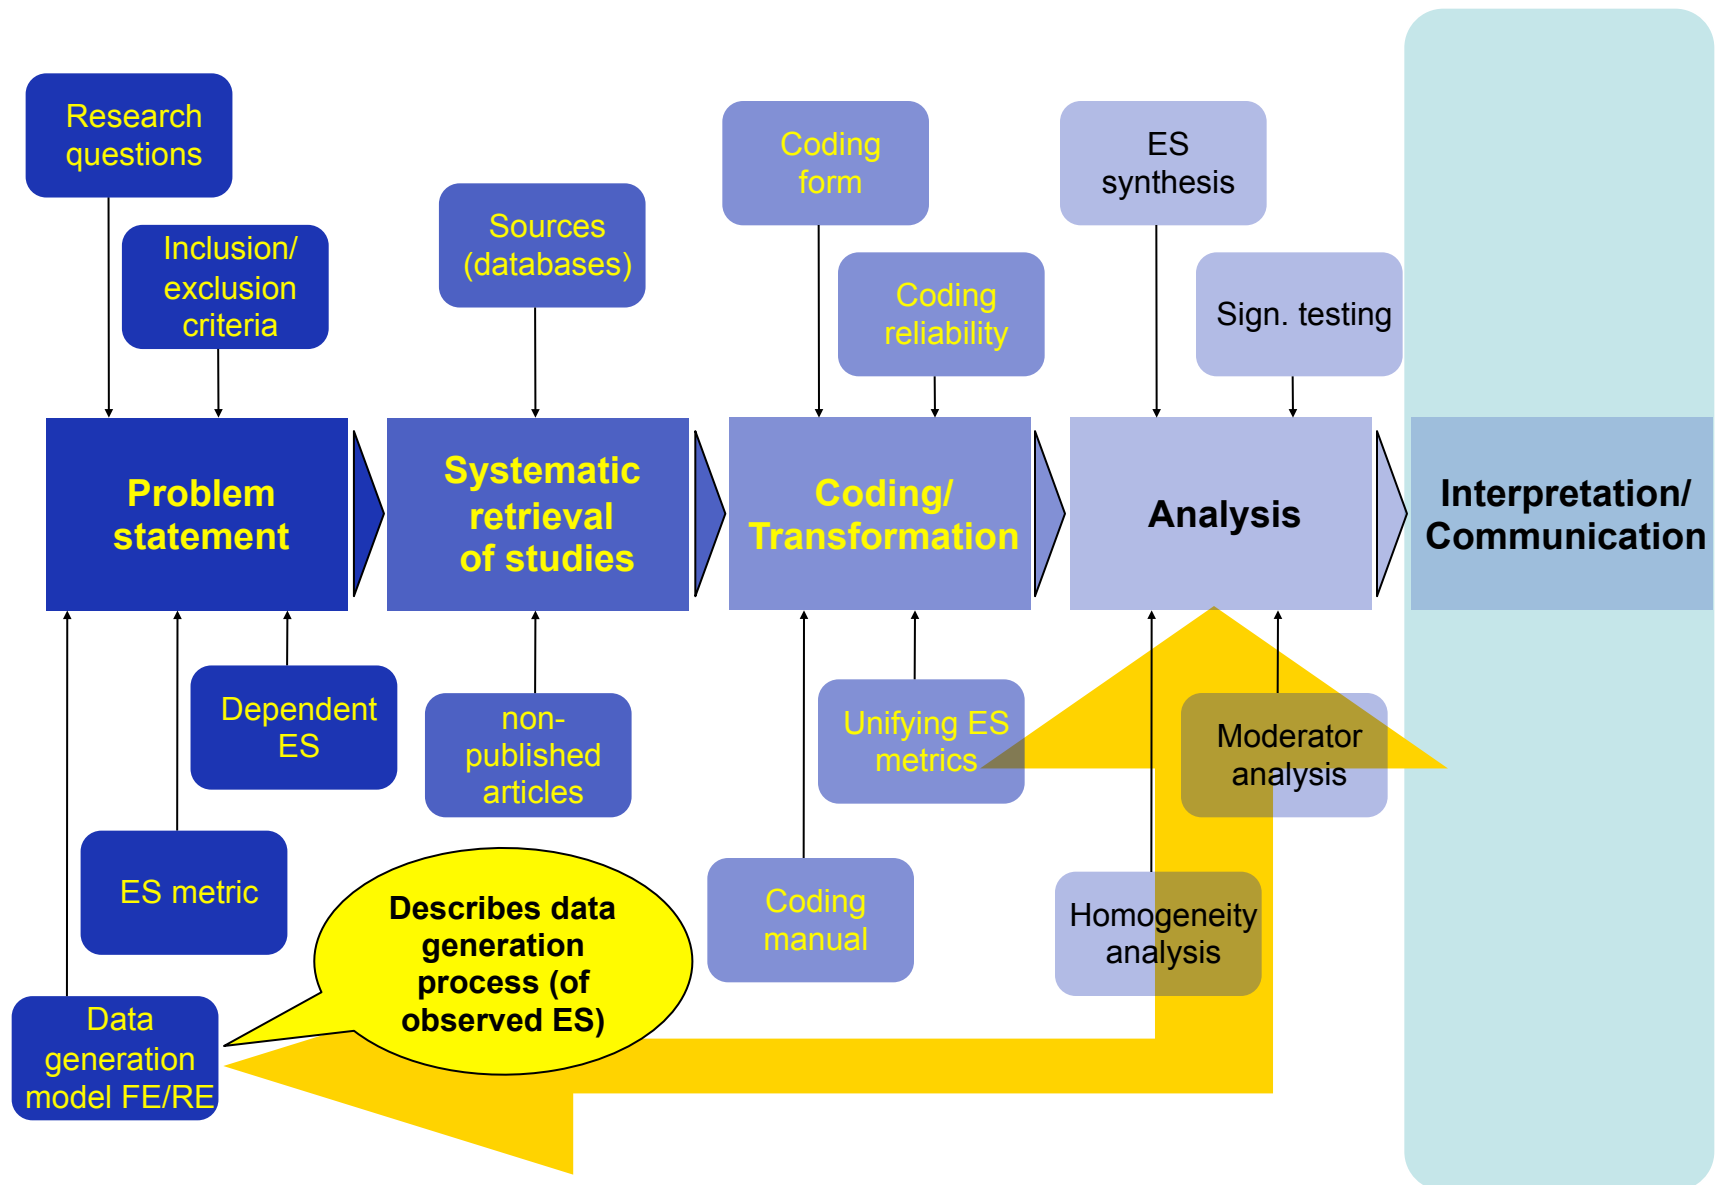 Research
questions
Inclusion/
exclusion
criteria
Sources
(databases)
Coding
form
Coding
reliability
ES
synthesis
Sign. testing
Problem
statement
Systematic
retrieval
of studies
Coding/
Transformation
Analysis
Interpretation/
Communication
Dependent
ES
ES metric
Data
generation
model FE/RE
non-
published
articles
Describes data
generation
process (of
observed ES)
Unifying ES
metrics
Coding
manual
Moderator
analysis
Homogeneity
analysis